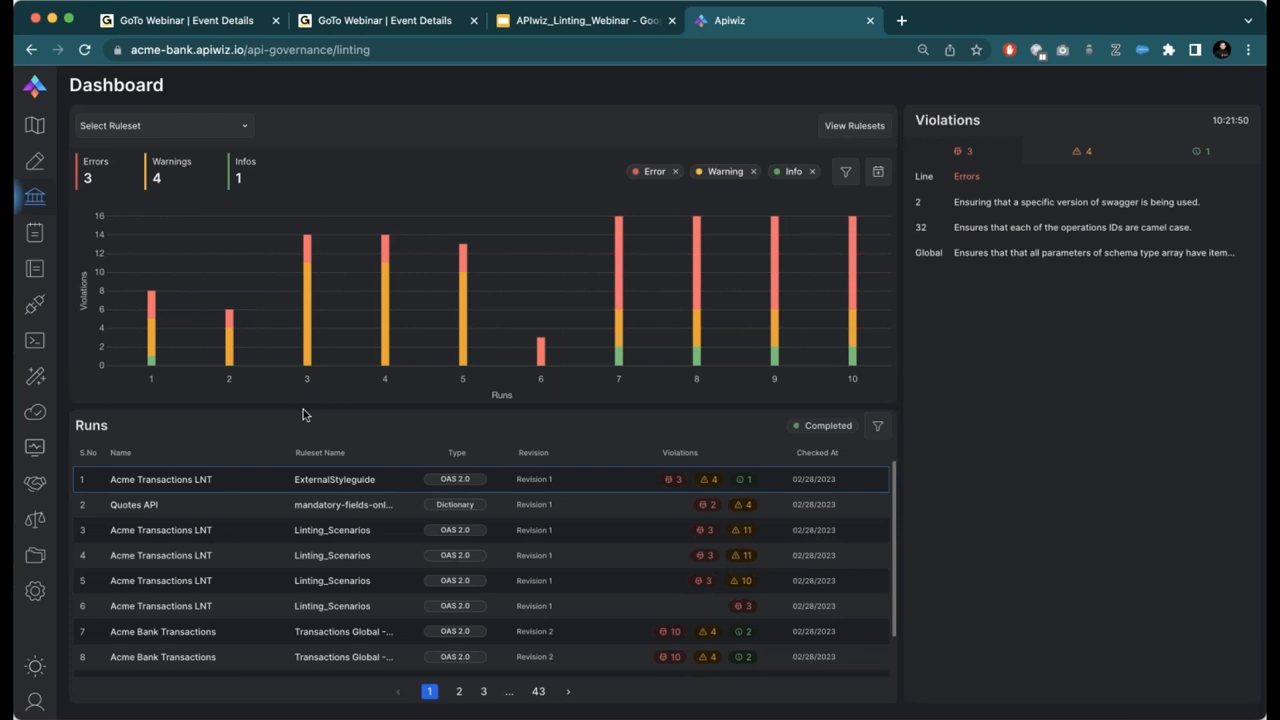 GoTo Webinar | Event Details
GoTo Webinar | Event Details
APIwiz_Linting_Webinar - Goo
Apiwiz
acme-bank.apiwiz.io/api-governance/linting
Dashboard
Select Ruleset
View Rulesets
Errors
3
Warnings
4
Infos
1
Error
Warning
Info
16
14
12
10
8
6
4
2
0
Violations
1 2 3 4 5 6 7 8 9 10
Runs
Runs
Completed
S.No Name Ruleset Name Type Revision Violations Checked At
1 Acme Transactions LNT ExternalStyleguide OAS 2.0 Revision 1 3 4 1 02/28/2023
2 Quotes API mandatory-fields-onl... Dictionary Revision 1 2 4 02/28/2023
3 Acme Transactions LNT Linting_Scenarios OAS 2.0 Revision 1 3 11 02/28/2023
4 Acme Transactions LNT Linting_Scenarios OAS 2.0 Revision 1 3 11 02/28/2023
5 Acme Transactions LNT Linting_Scenarios OAS 2.0 Revision 1 3 10 02/28/2023
6 Acme Transactions LNT Linting_Scenarios OAS 2.0 Revision 1 3 02/28/2023
7 Acme Bank Transactions Transactions Global -... OAS 2.0 Revision 2 10 4 2 02/28/2023
8 Acme Bank Transactions Transactions Global -... OAS 2.0 Revision 2 10 4 2 02/28/2023
1 2 3 ... 43
Violations
10:21:50
3 4 1
Line Errors
2 Ensuring that a specific version of swagger is being used.
32 Ensures that each of the operations IDs are camel case.
Global Ensures that that all parameters of schema type array have item...